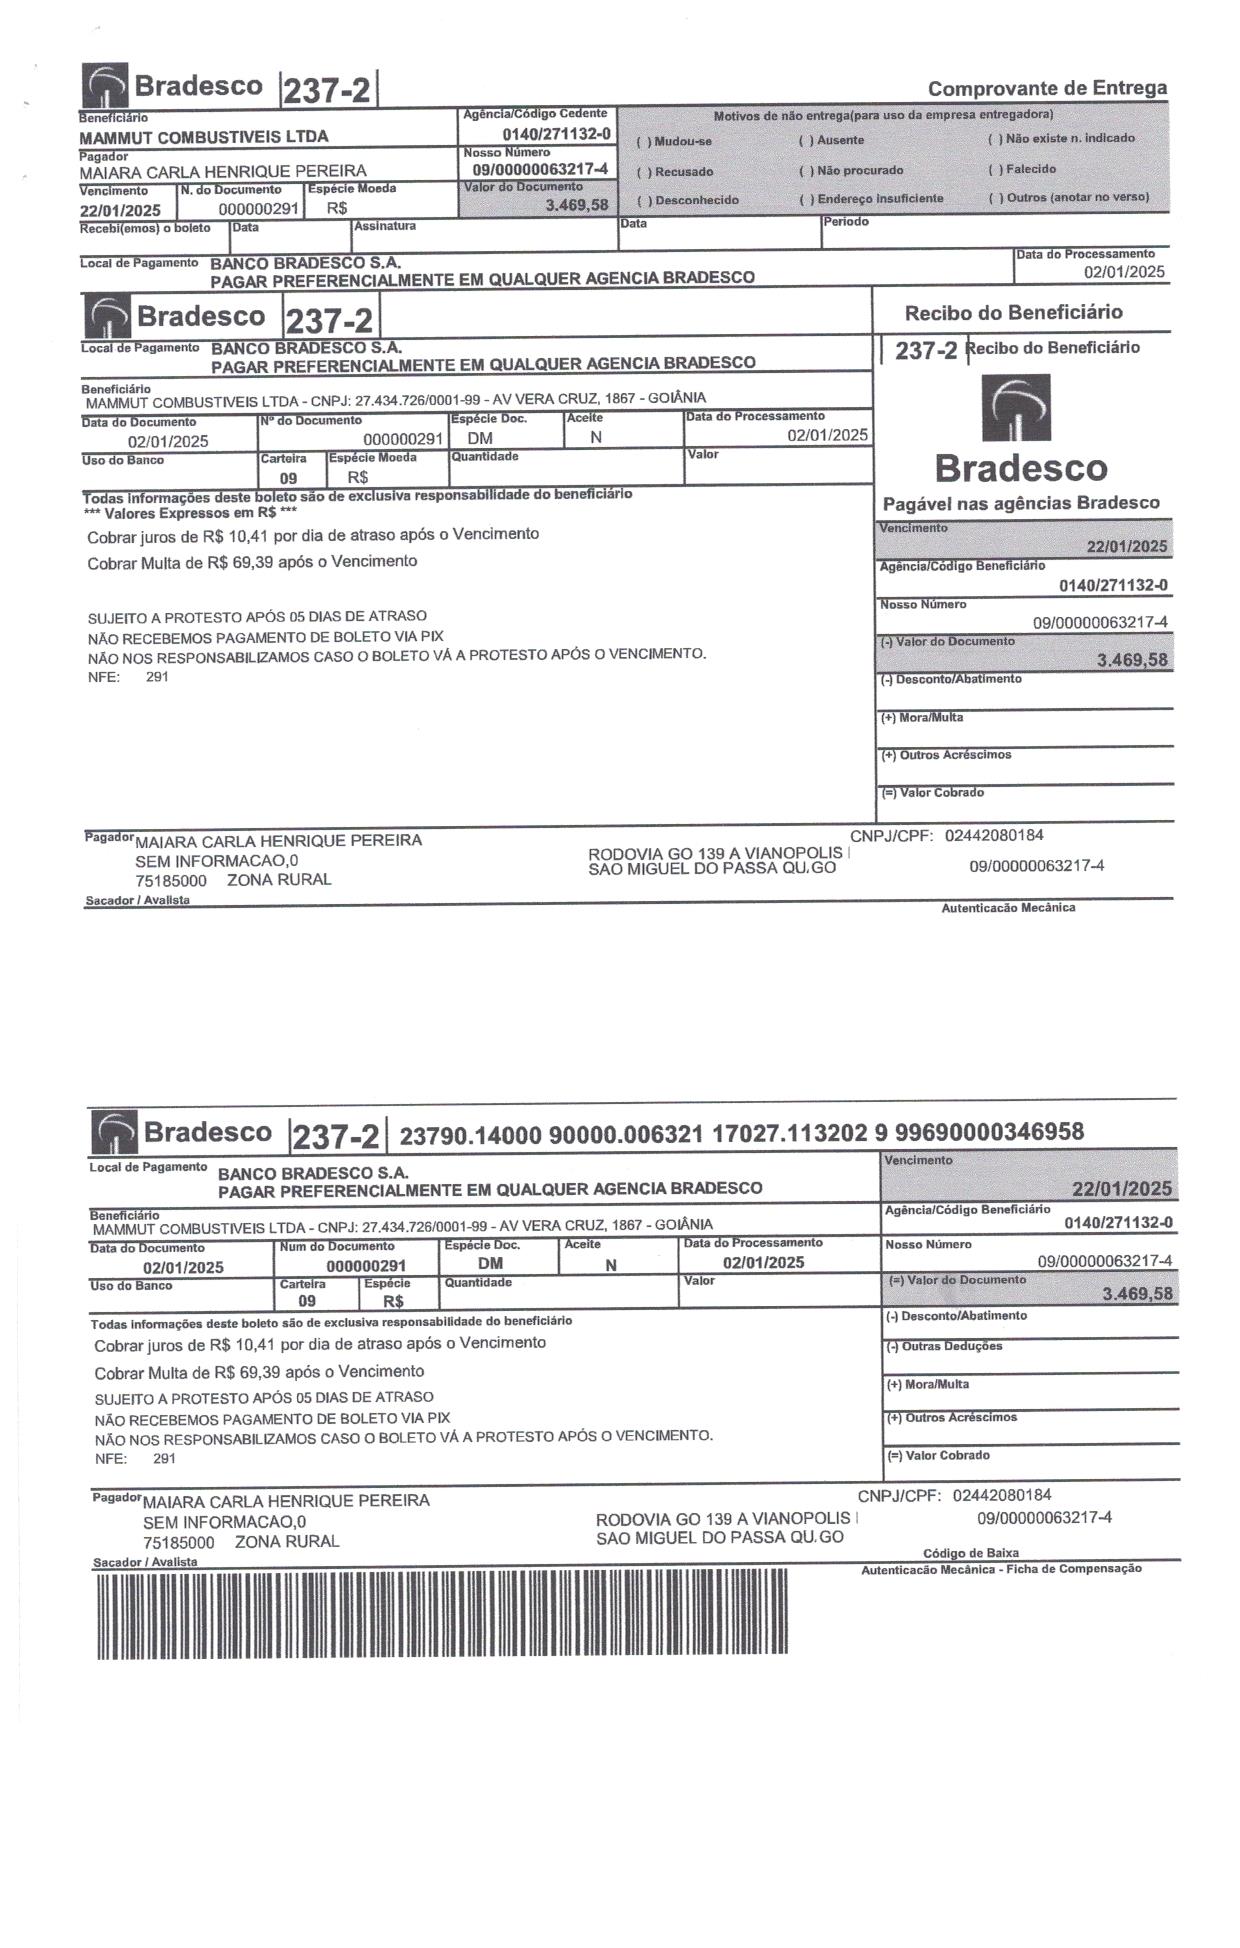 Bradesco 237-2 Comprovante de Entrega
Beneficiário Agência/Código Cedente Motivos de não entrega(para uso da empresa entregadora)
MAMMUT COMBUSTIVEIS LTDA 0140/271132-0 ( ) Mudou-se ( ) Ausente ( ) Não existe n. indicado
Pagador Nosso Número
MAIARA CARLA HENRIQUE PEREIRA 09/00000063217-4 ( ) Recusado ( ) Não procurado ( ) Falecido
Vencimento N. do Documento Espécie Moeda Valor do Documento
22/01/2025 000000291 R$ 3.469,58 ( ) Desconhecido ( ) Endereço insuficiente ( ) Outros (anotar no verso)
Recebi(emos) o boleto Data Assinatura Data Periodo
Local de Pagamento BANCO BRADESCO S.A. Data do Processamento
PAGAR PREFERENCIALMENTE EM QUALQUER AGENCIA BRADESCO 02/01/2025
Bradesco 237-2 Recibo do Beneficiário
Local de Pagamento BANCO BRADESCO S.A. 237-2 Recibo do Beneficiário
PAGAR PREFERENCIALMENTE EM QUALQUER AGENCIA BRADESCO
Beneficiário
MAMMUT COMBUSTIVEIS LTDA - CNPJ: 27.434.726/0001-99 - AV VERA CRUZ, 1867 - GOIÂNIA
Data do Documento Nº do Documento Espécie Doc. Aceite Data do Processamento
02/01/2025 000000291 DM N 02/01/2025
Uso do Banco Carteira Espécie Moeda Quantidade Valor
09 R$
Bradesco
Todas informações deste boleto são de exclusiva responsabilidade do beneficiário
*** Valores Expressos em R$ *** Pagável nas agências Bradesco
Cobrar juros de R$ 10,41 por dia de atraso após o Vencimento Vencimento
22/01/2025
Cobrar Multa de R$ 69,39 após o Vencimento Agência/Código Beneficiário
0140/271132-0
Nosso Número
SUJEITO A PROTESTO APÓS 05 DIAS DE ATRASO 09/00000063217-4
NÃO RECEBEMOS PAGAMENTO DE BOLETO VIA PIX (-) Valor do Documento
NÃO NOS RESPONSABILIZAMOS CASO O BOLETO VÁ A PROTESTO APÓS O VENCIMENTO. 3.469,58
NFE: 291 (-) Desconto/Abatimento
(+) Mora/Multa
(+) Outros Acréscimos
(=) Valor Cobrado
Pagador MAIARA CARLA HENRIQUE PEREIRA CNPJ/CPF: 02442080184
SEM INFORMACAO,0 RODOVIA GO 139 A VIANOPOLIS
75185000 ZONA RURAL SAO MIGUEL DO PASSA QU.GO 09/00000063217-4
Sacador / Avalista Autenticacão Mecânica
Bradesco 237-2 23790.14000 90000.006321 17027.113202 9 99690000346958
Local de Pagamento BANCO BRADESCO S.A. Vencimento
PAGAR PREFERENCIALMENTE EM QUALQUER AGENCIA BRADESCO 22/01/2025
Beneficiário Agência/Código Beneficiário
MAMMUT COMBUSTIVEIS LTDA - CNPJ: 27.434.726/0001-99 - AV VERA CRUZ, 1867 - GOIÂNIA 0140/271132-0
Data do Documento Num do Documento Espécie Doc. Aceite Data do Processamento Nosso Número
02/01/2025 000000291 DM N 02/01/2025 09/00000063217-4
Uso do Banco Carteira Espécie Quantidade Valor (=) Valor do Documento
09 R$ 3.469,58
Todas informações deste boleto são de exclusiva responsabilidade do beneficiário (-) Desconto/Abatimento
Cobrar juros de R$ 10,41 por dia de atraso após o Vencimento (-) Outras Deduções
Cobrar Multa de R$ 69,39 após o Vencimento (+) Mora/Multa
SUJEITO A PROTESTO APÓS 05 DIAS DE ATRASO
NÃO RECEBEMOS PAGAMENTO DE BOLETO VIA PIX (+) Outros Acréscimos
NÃO NOS RESPONSABILIZAMOS CASO O BOLETO VÁ A PROTESTO APÓS O VENCIMENTO.
NFE: 291 (=) Valor Cobrado
Pagador MAIARA CARLA HENRIQUE PEREIRA CNPJ/CPF: 02442080184
SEM INFORMACAO,0 RODOVIA GO 139 A VIANOPOLIS 09/00000063217-4
75185000 ZONA RURAL SAO MIGUEL DO PASSA QU.GO
Código de Baixa
Sacador / Avalista Autenticacão Mecânica - Ficha de Compensação